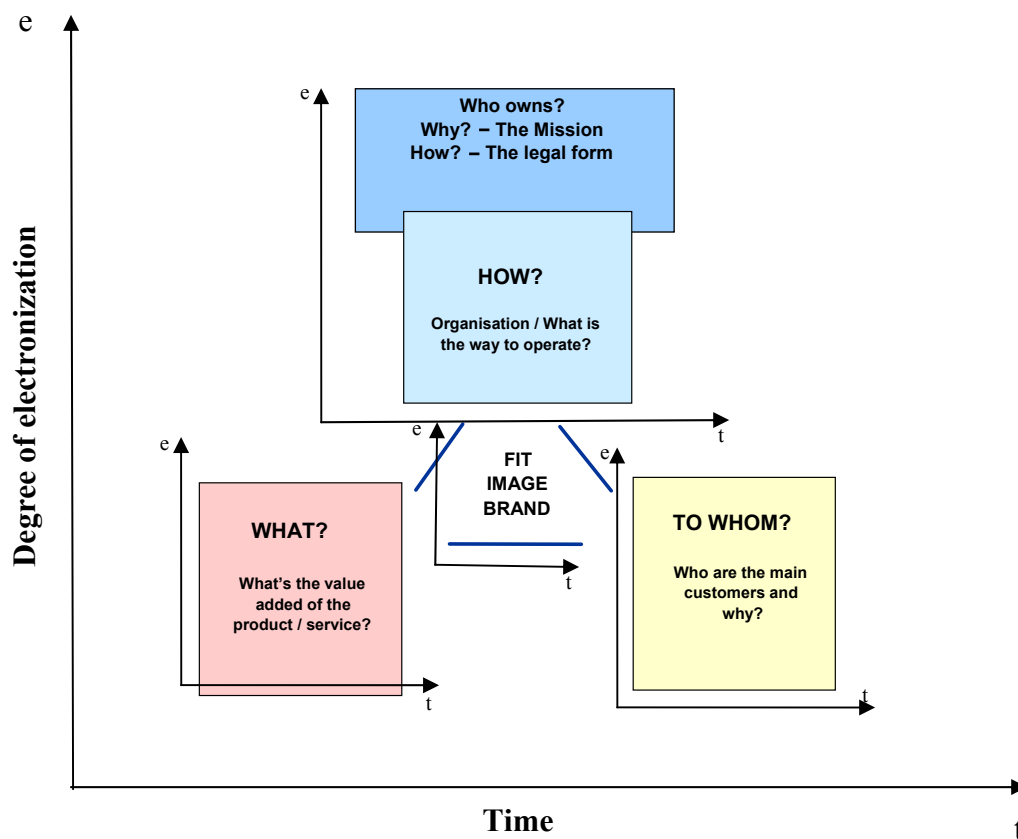 e
e
Who owns?
Why? – The Mission
How? – The legal form
HOW?
Organisation / What is
the way to operate?
t
Degree of electronization
e
WHAT?
What's the value
added of the
product / service?
t
e
FIT
IMAGE
BRAND
t
e
TO WHOM?
Who are the main
customers and
why?
t
Time
t